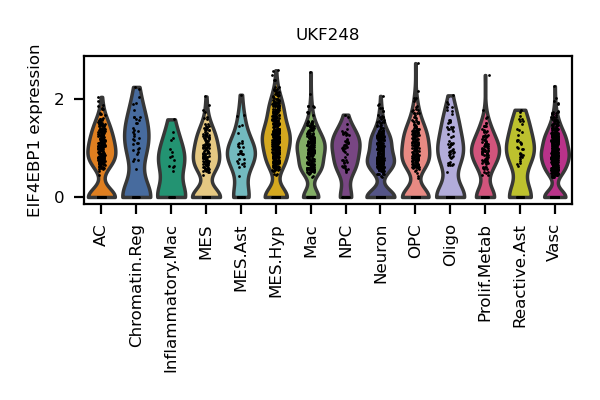 UKF248
EIF4EBP1 expression
2
0
AC
Chromatin.Reg
Inflammatory.Mac
MES
MES.Ast
MES.Hyp
Mac
NPC
Neuron
OPC
Oligo
Prolif.Metab
Reactive.Ast
Vasc